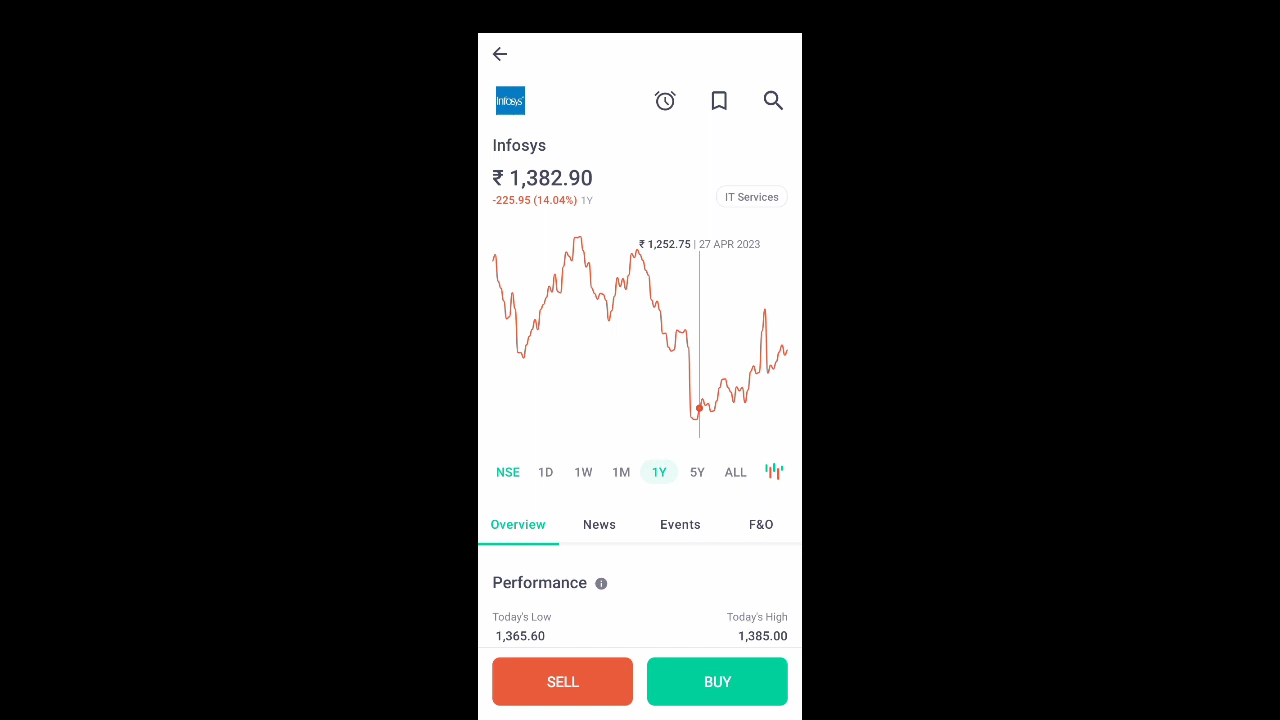 Infosys
Infosys
₹ 1,382.90
-225.95 (14.04%) 1Y
IT Services
₹ 1,252.75 | 27 APR 2023
NSE 1D 1W 1M 1Y 5Y ALL
Overview News Events F&O
Performance
Today's Low Today's High
1,365.60 1,385.00
SELL BUY